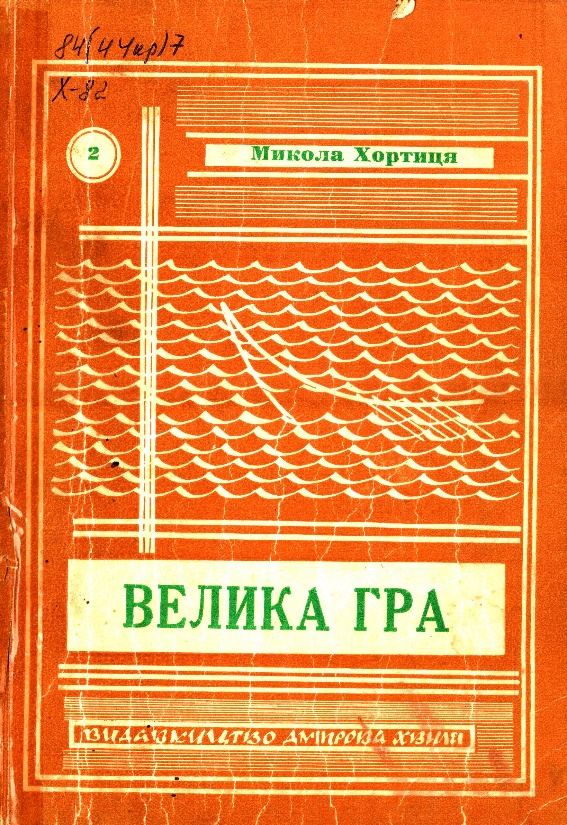 84(4Укр)7
Х-82
2
Микола Хортиця
ВЕЛИКА ГРА
ВИДАВНИЦТВО ДНІПРОВА ХВИЛЯ